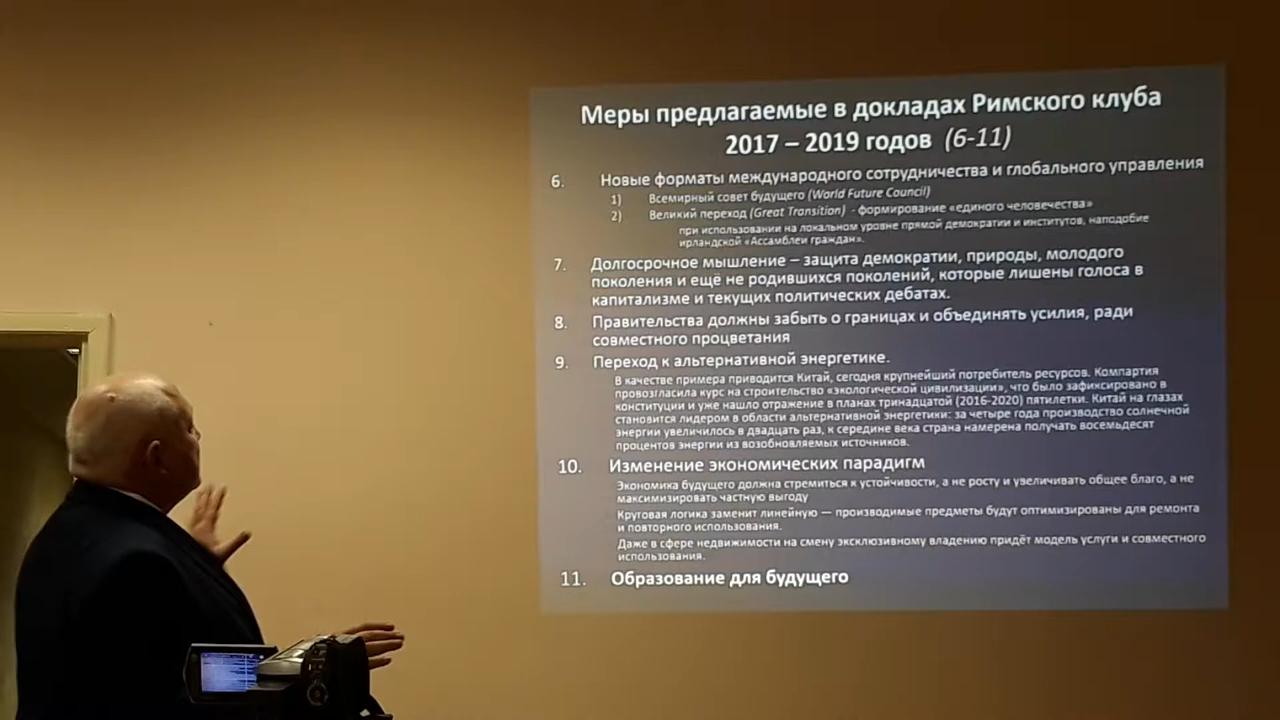 Меры предлагаемые в докладах Римского клуба
2017 – 2019 годов (6-11)
6. Новые форматы международного сотрудничества и глобального управления
1) Всемирный совет будущего (World Future Council)
2) Великий переход (Great Transition) - формирование «единого человечества»
при использовании на локальном уровне прямой демократии и институтов, наподобие
ирландской «Ассамблеи граждан».
7. Долгосрочное мышление – защита демократии, природы, молодого
поколения и ещё не родившихся поколений, которые лишены голоса в
капитализме и текущих политических дебатах.
8. Правительства должны забыть о границах и объединять усилия, ради
совместного процветания
9. Переход к альтернативной энергетике.
В качестве примера приводится Китай, сегодня крупнейший потребитель ресурсов. Компартия
провозгласила курс на строительство «экологической цивилизации», что было зафиксировано в
конституции и уже нашло отражение в планах тринадцатой (2016-2020) пятилетки. Китай на глазах
становится лидером в области альтернативной энергетики: за четыре года производство солнечной
энергии увеличилось в двадцать раз, к середине века страна намерена получать восемьдесят
процентов энергии из возобновляемых источников.
10. Изменение экономических парадигм
Экономика будущего должна стремиться к устойчивости, а не росту и увеличивать общее благо, а не
максимизировать частную выгоду
Круговая логика заменит линейную — производимые предметы будут оптимизированы для ремонта
и повторного использования.
Даже в сфере недвижимости на смену эксклюзивному владению придёт модель услуги и совместного
использования.
11. Образование для будущего